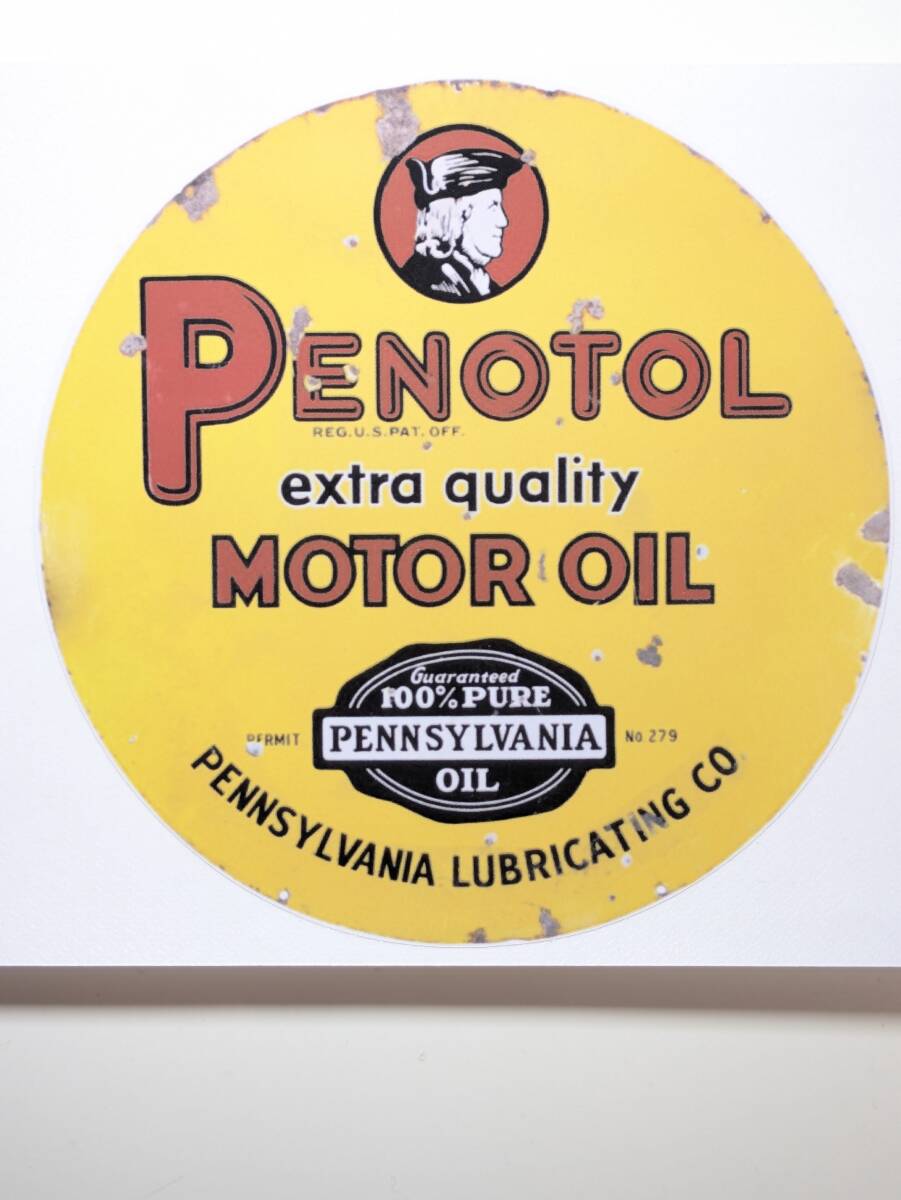 PENOTOL
REG. U.S. PAT. OFF.
extra quality
MOTOR OIL
Guaranteed
100% PURE
PERMIT PENNSYLVANIA No 279
OIL
PENNSYLVANIA LUBRICATING CO.